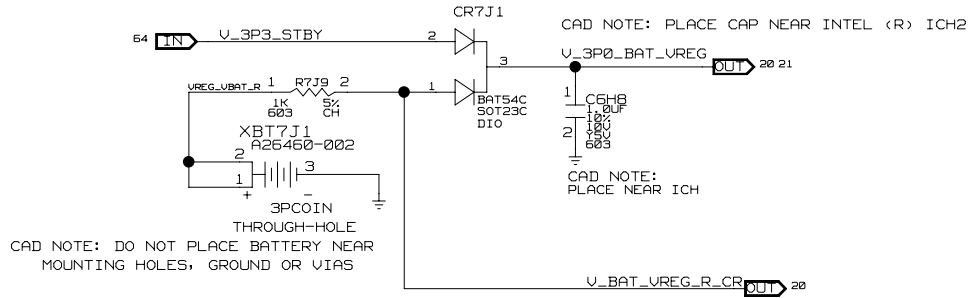 CR7J1
CAD NOTE: PLACE CAP NEAR INTEL (R) ICH2
64 IN V_3P3_STBY 2
V_3P0_BAT_VREG
3
OUT 20 21
VREG_VBAT_R 1 R7J9 2
1K 5%
603 CH
1
BAT54C
SOT23C
DIO
1 C6H8
1.0UF
10%
10V
Y5V
2 603
XBT7J1
A26460-002
2
1
3
+ -
3PCOIN
THROUGH-HOLE
CAD NOTE:
PLACE NEAR ICH
CAD NOTE: DO NOT PLACE BATTERY NEAR
MOUNTING HOLES, GROUND OR VIAS
V_BAT_VREG_R_CR OUT 20